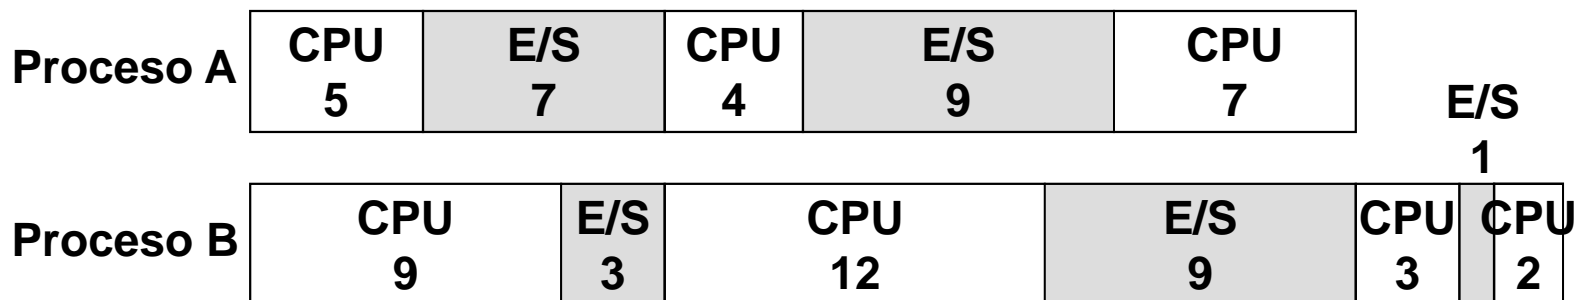 Proceso A
CPU E/S CPU E/S CPU
5 7 4 9 7
E/S
1
Proceso B
CPU E/S CPU E/S CPU CPU
9 3 12 9 3 2